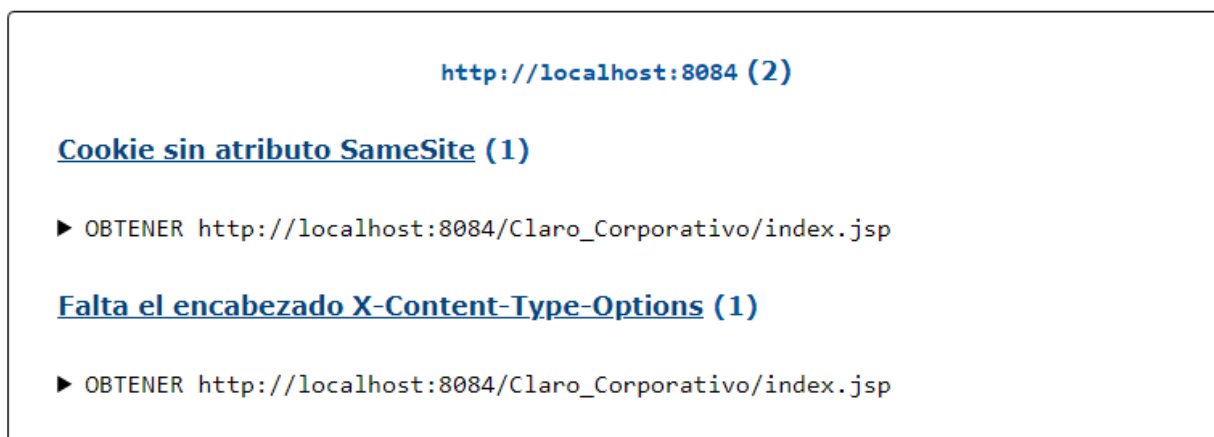 http://localhost:8084 (2)
Cookie sin atributo SameSite (1)
▶ OBTENER http://localhost:8084/Claro_Corporativo/index.jsp
Falta el encabezado X-Content-Type-Options (1)
▶ OBTENER http://localhost:8084/Claro_Corporativo/index.jsp